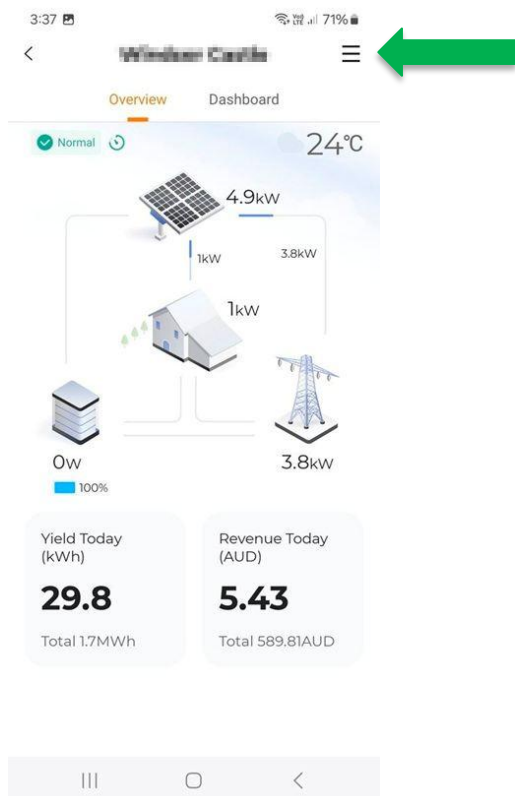 3:37 71%
Overview Dashboard
Normal 24°C
4.9kW
1kW 3.8kW
1kW
0W 3.8kW
100%
Yield Today
(kWh)
29.8
Total 1.7MWh
Revenue Today
(AUD)
5.43
Total 589.81AUD